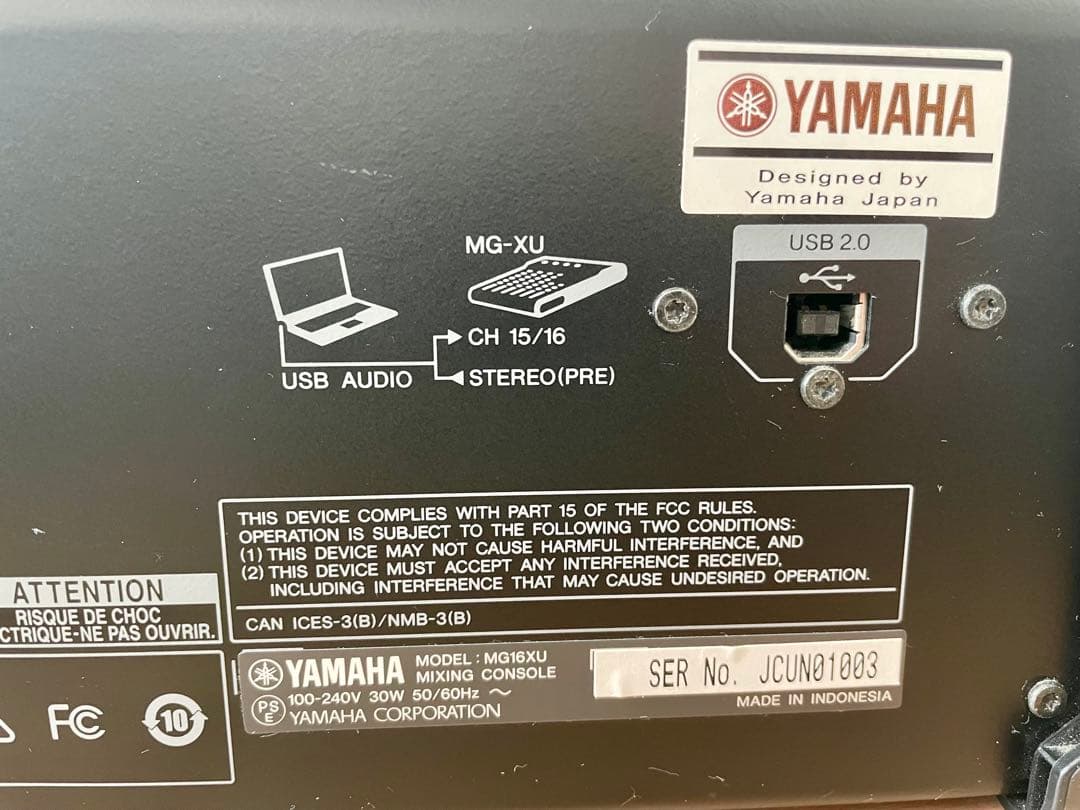 YAMAHA
Designed by
Yamaha Japan
USB 2.0
MG-XU
CH 15/16
USB AUDIO
STEREO(PRE)
THIS DEVICE COMPLIES WITH PART 15 OF THE FCC RULES.
OPERATION IS SUBJECT TO THE FOLLOWING TWO CONDITIONS:
(1) THIS DEVICE MAY NOT CAUSE HARMFUL INTERFERENCE, AND
(2) THIS DEVICE MUST ACCEPT ANY INTERFERENCE RECEIVED,
INCLUDING INTERFERENCE THAT MAY CAUSE UNDESIRED OPERATION.
CAN ICES-3(B)/NMB-3(B)
ATTENTION
RISQUE DE CHOC
CTRIQUE-NE PAS OUVRIR.
FC
10
YAMAHA
MODEL : MG16XU
MIXING CONSOLE
PSE
100-240V 30W 50/60Hz ～
YAMAHA CORPORATION
SER No. JCUN01003
MADE IN INDONESIA